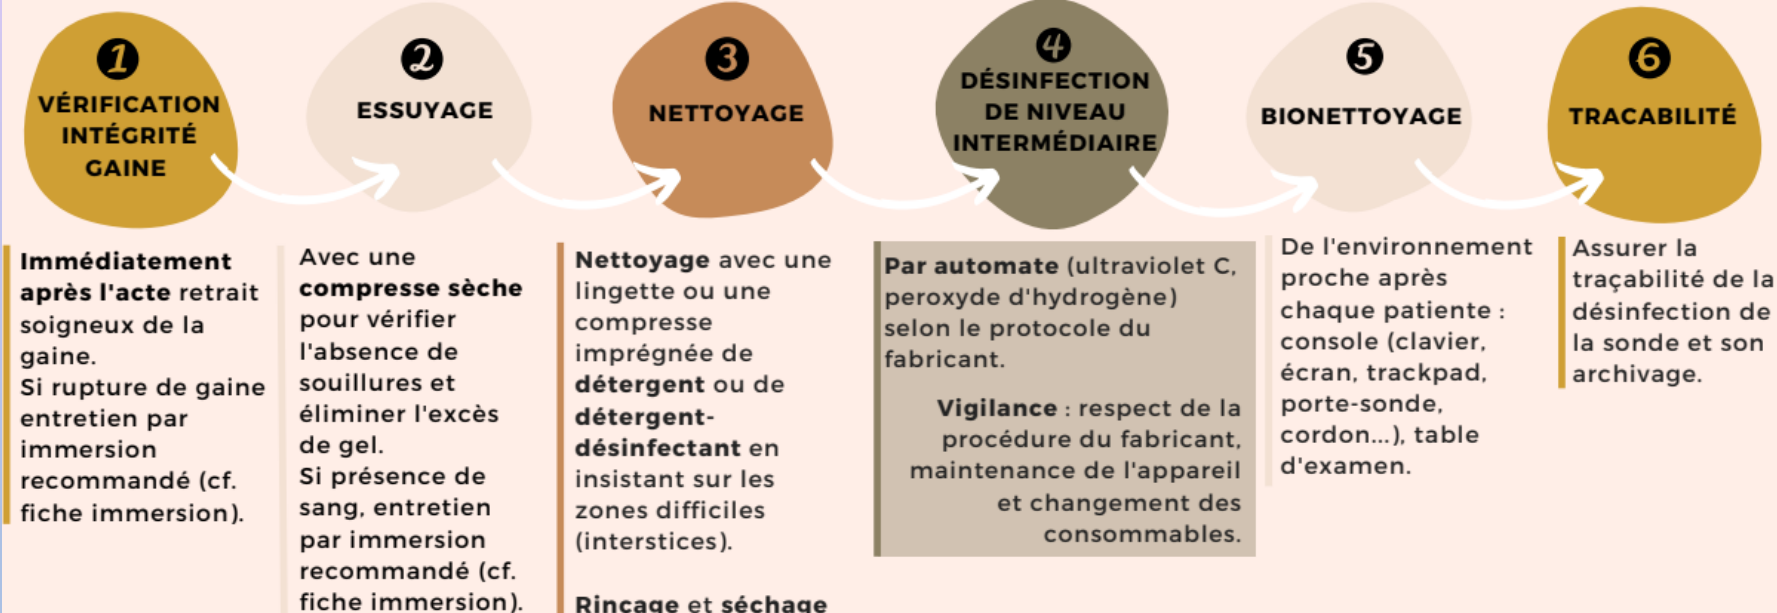 1
VÉRIFICATION
INTÉGRITÉ
GAINE
Immédiatement
après l'acte retrait
soigneux de la
gaine.
Si rupture de gaine
entretien par
immersion
recommandé (cf.
fiche immersion).
2
ESSUYAGE
Avec une
compresse sèche
pour vérifier
l'absence de
souillures et
éliminer l'excès
de gel.
Si présence de
sang, entretien
par immersion
recommandé (cf.
fiche immersion).
3
NETTOYAGE
Nettoyage avec une
lingette ou une
compresse
imprégnée de
détergent ou de
détergent-
désinfectant en
insistant sur les
zones difficiles
(interstices).
Rinçage et séchage
4
DÉSINFECTION
DE NIVEAU
INTERMÉDIAIRE
Par automate (ultraviolet C,
peroxyde d'hydrogène)
selon le protocole du
fabricant.
Vigilance : respect de la
procédure du fabricant,
maintenance de l'appareil
et changement des
consommables.
5
BIONETTOYAGE
De l'environnement
proche après
chaque patiente :
console (clavier,
écran, trackpad,
porte-sonde,
cordon...), table
d'examen.
6
TRACABILITÉ
Assurer la
traçabilité de la
désinfection de
la sonde et son
archivage.